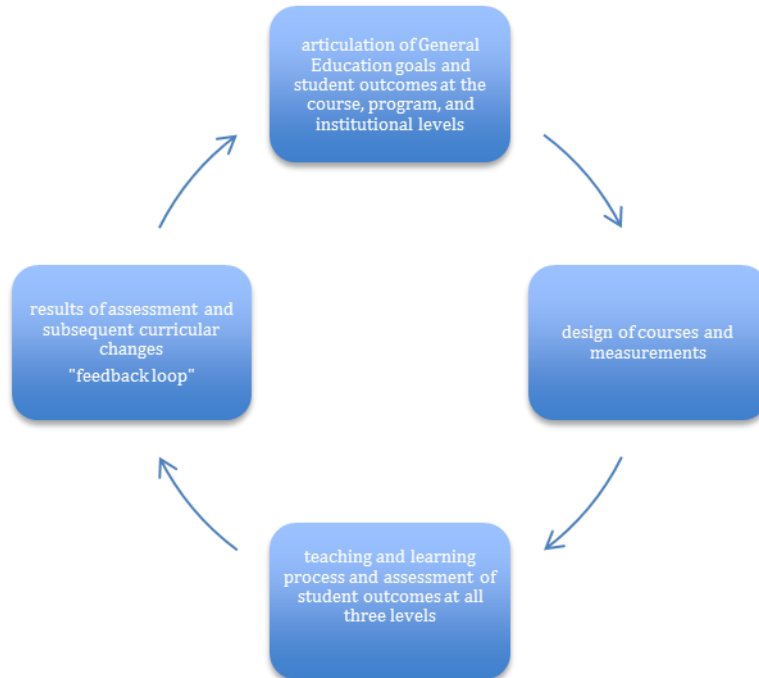 articulation of General
Education goals and
student outcomes at the
course, program, and
institutional levels
design of courses and
measurements
teaching and learning
process and assessment of
student outcomes at all
three levels
results of assessment and
subsequent curricular
changes
"feedback loop"